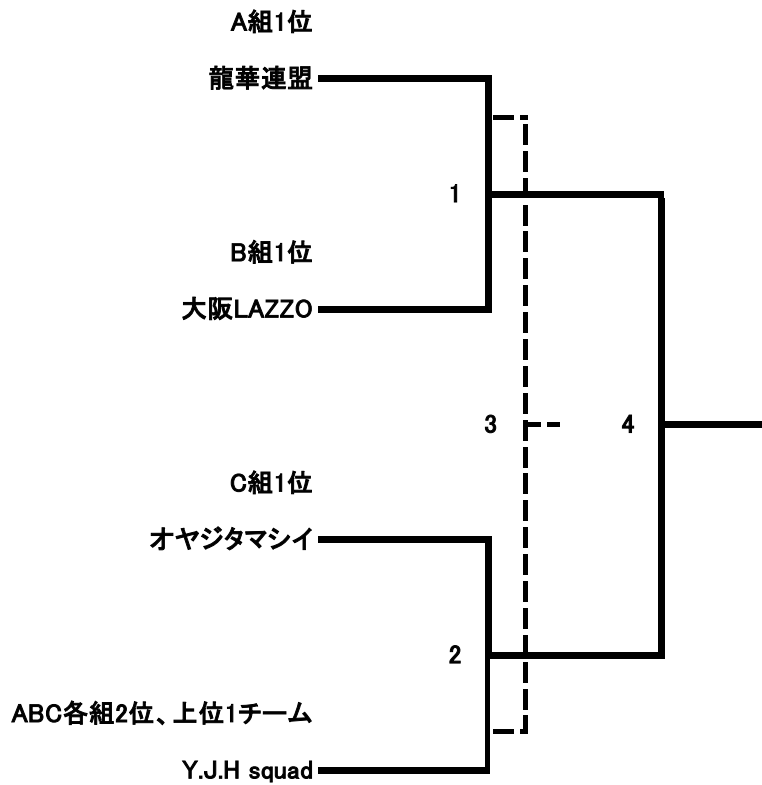 A組1位
龍華連盟
1
B組1位
大阪LAZZO
3
4
C組1位
オヤジタマシイ
2
ABC各組2位、上位1チーム
Y.J.H squad